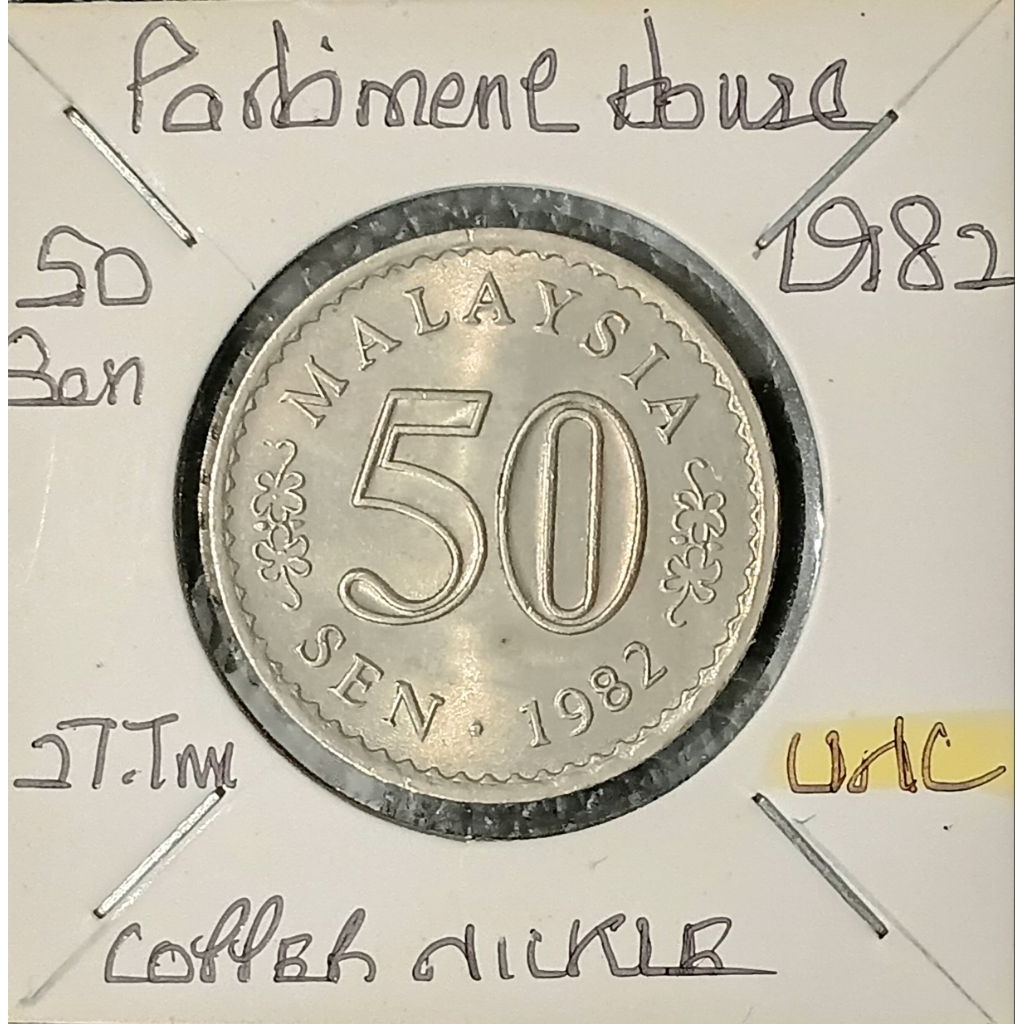 Parlimene House
50
1982
Sen
MALAYSIA
50
SEN · 1982
27.7mm
UNC
COPPER NICKLE